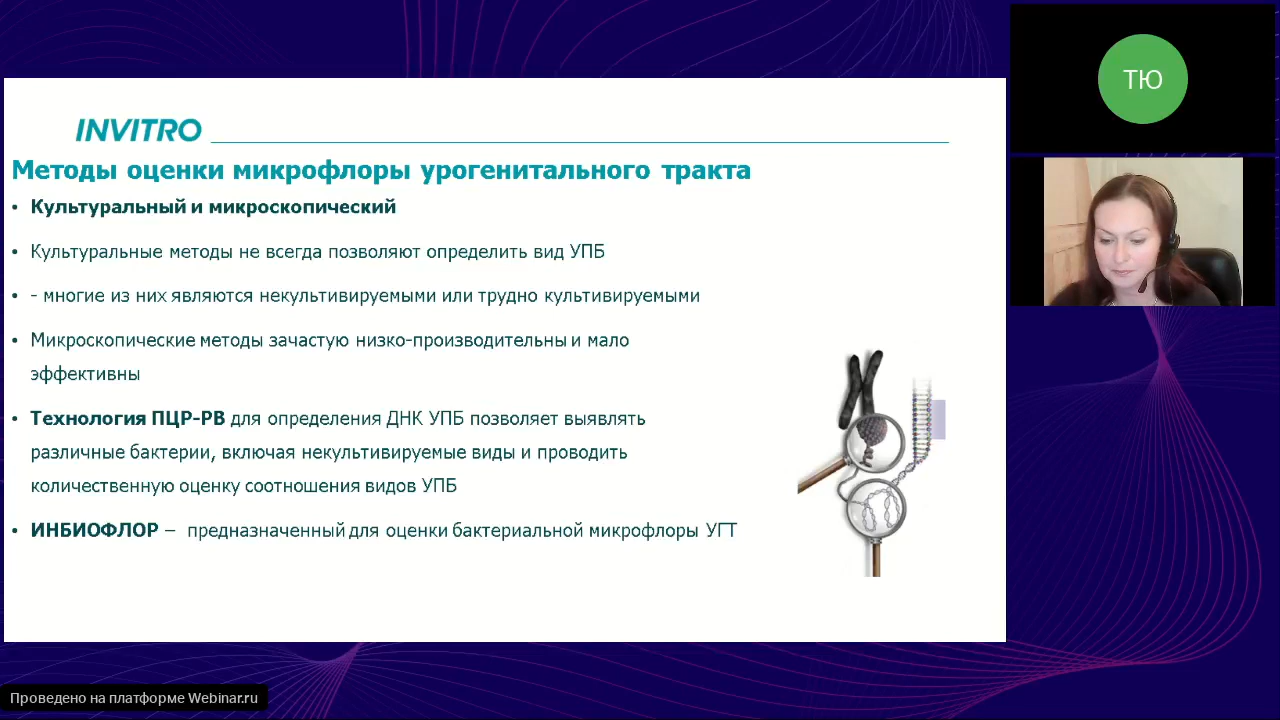 INVITRO
Методы оценки микрофлоры урогенитального тракта
• Культуральный и микроскопический
• Культуральные методы не всегда позволяют определить вид УПБ
• - многие из них являются некультивируемыми или трудно культивируемыми
• Микроскопические методы зачастую низко-производительны и мало
эффективны
• Технология ПЦР-РВ для определения ДНК УПБ позволяет выявлять
различные бактерии, включая некультивируемые виды и проводить
количественную оценку соотношения видов УПБ
• ИНБИОФЛОР – предназначенный для оценки бактериальной микрофлоры УГТ
ТЮ
Проведено на платформе Webinar.ru